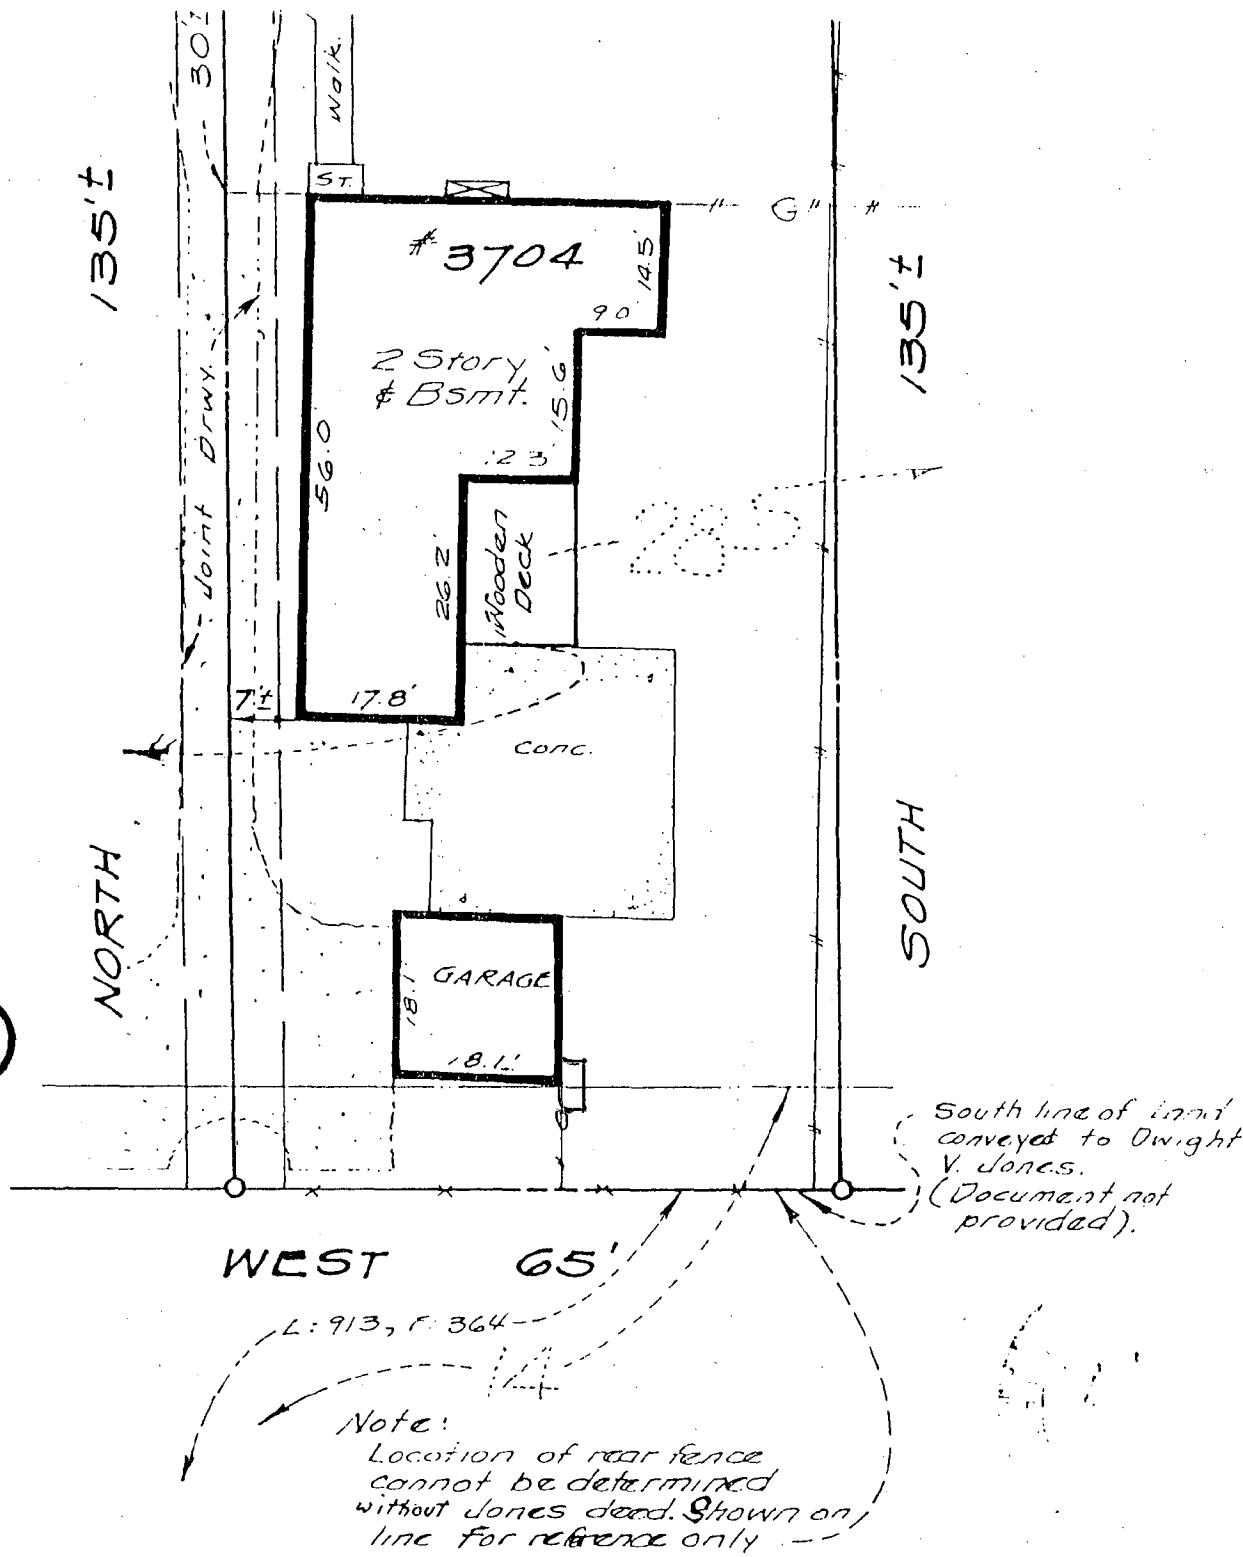 30'±
Walk.
135'±
ST.
G
# 3704
14.5'
9.0'
135'±
2 Story
& Bsmt.
15.6'
Joint Drwy.
56.0'
12.3'
28.5
26.2'
Wooden
Deck
7'±
17.8'
Conc.
NORTH
SOUTH
GARAGE
18.1'
18.1'
South line of land
conveyed to Dwight
V. Jones.
(Document not
provided).
WEST 65'
L: 913, F: 364
14
Note:
Location of rear fence
cannot be determined
without Jones deed. Shown on
line for refrence only